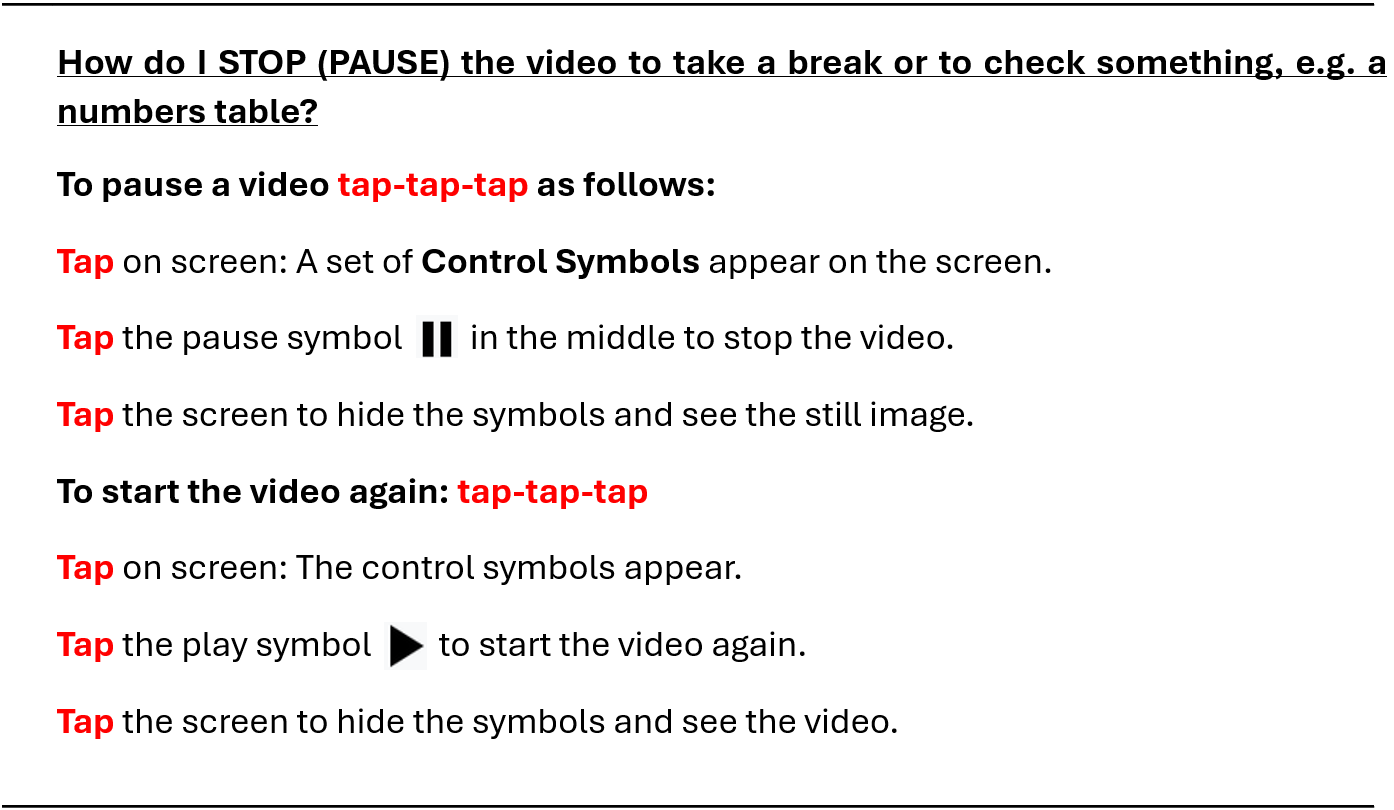 How do I STOP (PAUSE) the video to take a break or to check something, e.g. a
numbers table?
To pause a video tap-tap-tap as follows:
Tap on screen: A set of Control Symbols appear on the screen.
Tap the pause symbol in the middle to stop the video.
Tap the screen to hide the symbols and see the still image.
To start the video again: tap-tap-tap
Tap on screen: The control symbols appear.
Tap the play symbol to start the video again.
Tap the screen to hide the symbols and see the video.